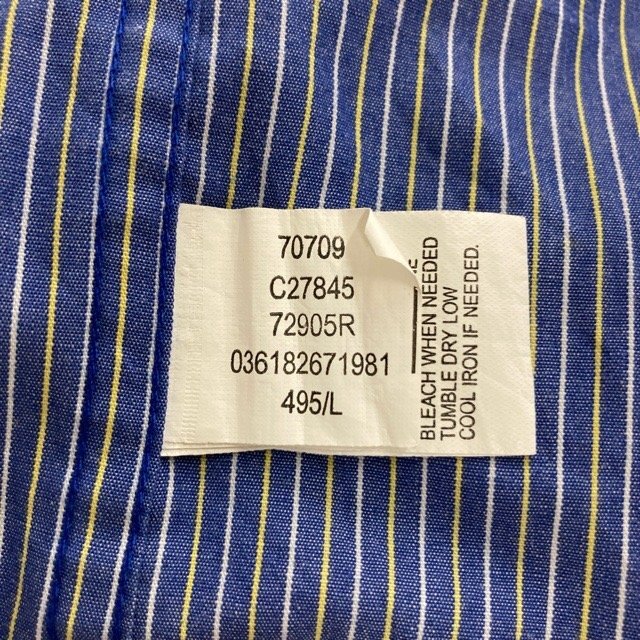 70709
C27845
72905R
036182671981
495/L
BLEACH WHEN NEEDED
TUMBLE DRY LOW
COOL IRON IF NEEDED.